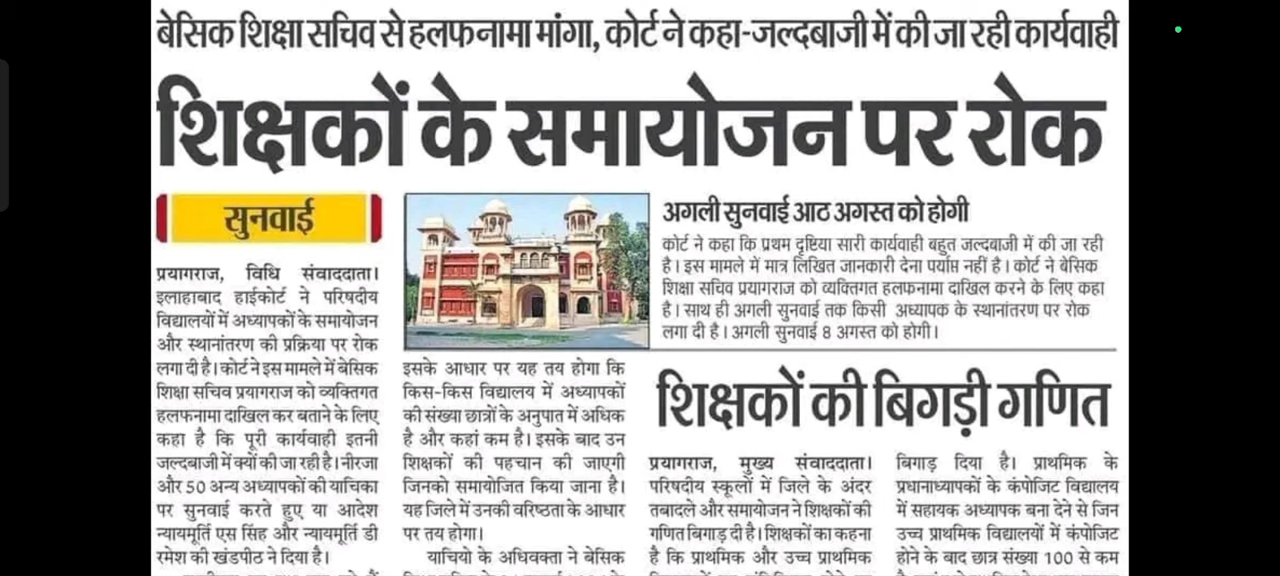 बेसिक शिक्षा सचिव से हलफनामा मांगा, कोर्ट ने कहा-जल्दबाजी में की जा रही कार्यवाही
शिक्षकों के समायोजन पर रोक
सुनवाई
प्रयागराज, विधि संवाददाता।
इलाहाबाद हाईकोर्ट ने परिषदीय
विद्यालयों में अध्यापकों के समायोजन
और स्थानांतरण की प्रक्रिया पर रोक
लगा दी है। कोर्ट ने इस मामले में बेसिक
शिक्षा सचिव प्रयागराज को व्यक्तिगत
हलफनामा दाखिल कर बताने के लिए
कहा है कि पूरी कार्यवाही इतनी
जल्दबाजी में क्यों की जा रही है। नीरजा
और 50 अन्य अध्यापकों की याचिका
पर सुनवाई करते हुए या आदेश
न्यायमूर्ति एस सिंह और न्यायमूर्ति डी
रमेश की खंडपीठ ने दिया है।
इसके आधार पर यह तय होगा कि
किस-किस विद्यालय में अध्यापकों
की संख्या छात्रों के अनुपात में अधिक
है और कहां कम है। इसके बाद उन
शिक्षकों की पहचान की जाएगी
जिनको समायोजित किया जाना है।
यह जिले में उनकी वरिष्ठता के आधार
पर तय होगा।
याचियो के अधिवक्ता ने बेसिक
अगली सुनवाई आठ अगस्त को होगी
कोर्ट ने कहा कि प्रथम दृष्टिया सारी कार्यवाही बहुत जल्दबाजी में की जा रही
है। इस मामले में मात्र लिखित जानकारी देना पर्याप्त नहीं है। कोर्ट ने बेसिक
शिक्षा सचिव प्रयागराज को व्यक्तिगत हलफनामा दाखिल करने के लिए कहा
है। साथ ही अगली सुनवाई तक किसी अध्यापक के स्थानांतरण पर रोक
लगा दी है। अगली सुनवाई 8 अगस्त को होगी।
शिक्षकों की बिगड़ी गणित
प्रयागराज, मुख्य संवाददाता।
परिषदीय स्कूलों में जिले के अंदर
तबादले और समायोजन ने शिक्षकों की
गणित बिगाड़ दी है। शिक्षकों का कहना
है कि प्राथमिक और उच्च प्राथमिक
बिगाड़ दिया है। प्राथमिक के
प्रधानाध्यापकों के कंपोजिट विद्यालय
में सहायक अध्यापक बना देने से जिन
उच्च प्राथमिक विद्यालयों में कंपोजिट
होने के बाद छात्र संख्या 100 से कम